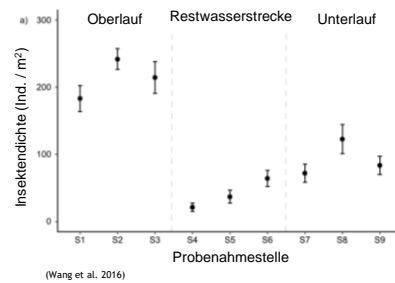 a)
Oberlauf Restwasserstrecke Unterlauf
Insektendichte (Ind. / m²)
300
200
100
0
S1 S2 S3 S4 S5 S6 S7 S8 S9
Probenahmestelle
(Wang et al. 2016)